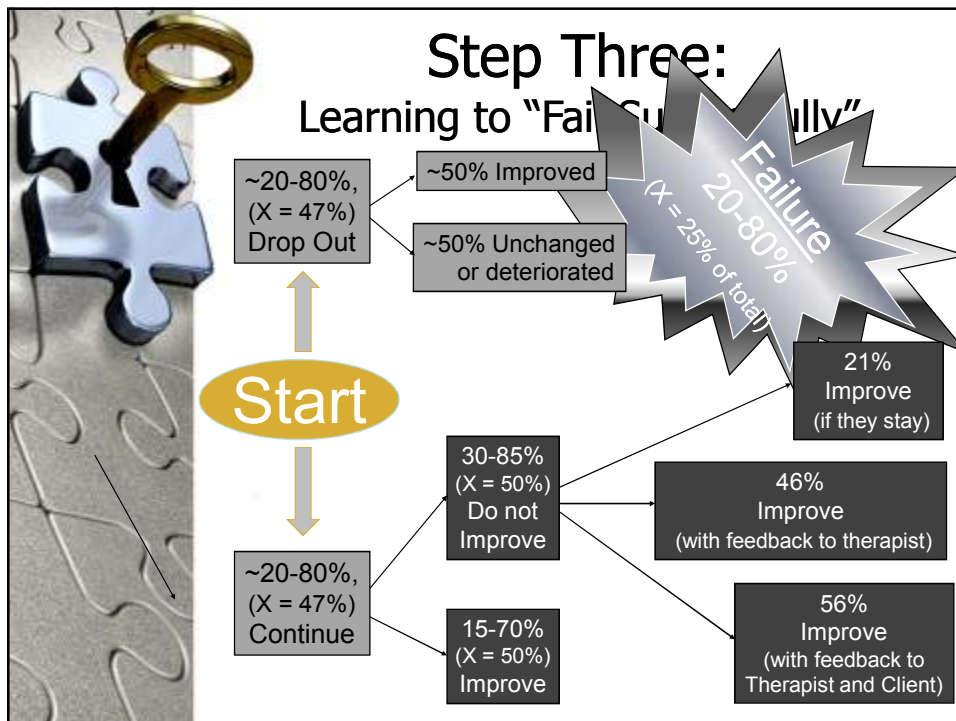 Step Three:
Learning to “Fail Su ully”
~20-80%,
(X = 47%)
Drop Out
~50% Improved
~50% Unchanged
or deteriorated
Failure
20-80%
(X = 25% of total)
Start
21%
Improve
(if they stay)
30-85%
(X = 50%)
Do not
Improve
46%
Improve
(with feedback to therapist)
~20-80%,
(X = 47%)
Continue
15-70%
(X = 50%)
Improve
56%
Improve
(with feedback to
Therapist and Client)